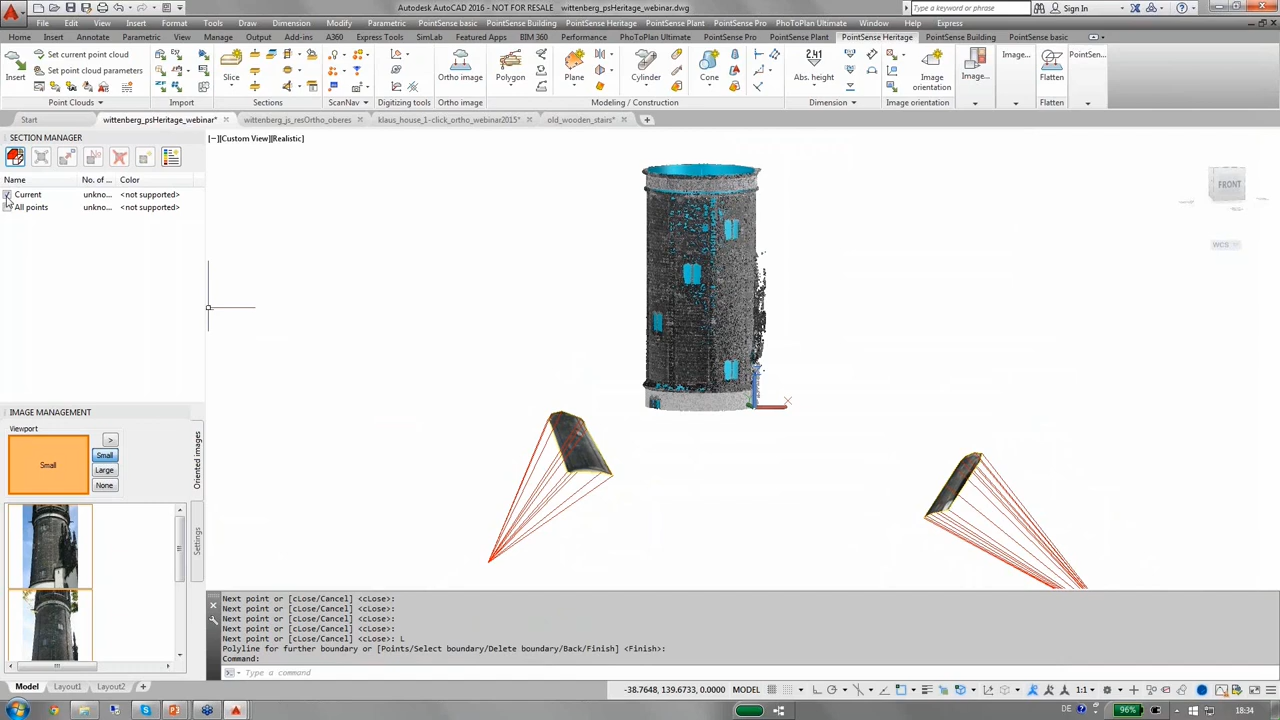 Autodesk AutoCAD 2016 - NOT FOR RESALE wittenberg_psHeritage_webinar.dwg
Type a keyword or phrase
Sign In
File Edit View Insert Format Tools Draw Dimension Modify Parametric PointSense basic PointSense Building PointSense Heritage PointSense Plant PointSense Pro PhoToPlan Ultimate Window Help Express
Home Insert Annotate Parametric View Manage Output Add-ins A360 Express Tools SimLab Featured Apps BIM 360 Performance PhoToPlan Ultimate PointSense Pro PointSense Plant PointSense Heritage PointSense Building PointSense basic
Insert
Set current point cloud
Set point cloud parameters
Slice
Ortho image
Polygon
Plane
Cylinder
Cone
2.41
Abs. height
Image orientation
Image...
Image...
Flatten
PointSen...
Point Clouds Import Sections ScanNav Digitizing tools Ortho image Modeling / Construction Dimension Image orientation Flatten
Start wittenberg_psHeritage_webinar* wittenberg_js_resOrtho_oberes klaus_house_1-click_ortho_webinar2015* old_wooden_stairs*
SECTION MANAGER
[−][Custom View][Realistic]
Name No. of ... Color
Current unkno... <not supported>
All points unkno... <not supported>
FRONT
WCS
X
IMAGE MANAGEMENT
Viewport
Small
>
Small
Large
None
Oriented images
Settings
Next point or [cLose/Cancel] <cLose>:
Next point or [cLose/Cancel] <cLose>:
Next point or [cLose/Cancel] <cLose>:
Next point or [cLose/Cancel] <cLose>:
Next point or [cLose/Cancel] <cLose>: L
Polyline for further boundary or [Points/Select boundary/Delete boundary/Back/Finish] <Finish>:
Command:
Type a command
Model Layout1 Layout2 +
-38.7648, 139.6733, 0.0000 MODEL
1:1
DE
96%
18:34